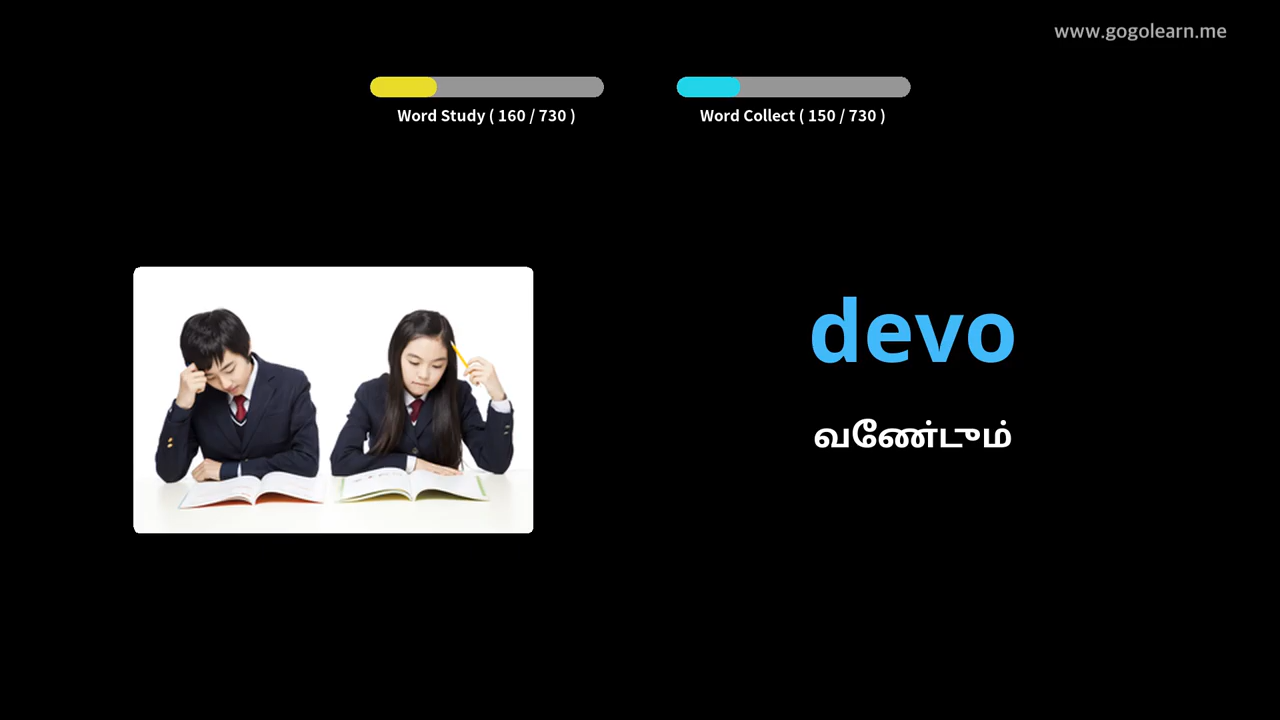 www.gogolearn.me
Word Study ( 160 / 730 )
Word Collect ( 150 / 730 )
devo
வண்டேடும்